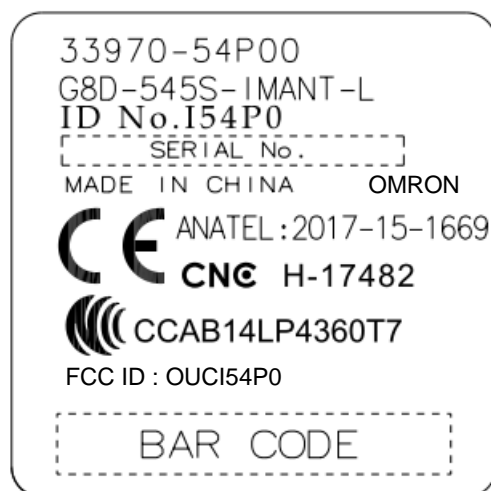 33970-54P00
G8D-545S-IMANT-L
ID No.I54P0
SERIAL No.
MADE IN CHINA OMRON
CE ANATEL:2017-15-1669
CNC H-17482
CCAB14LP4360T7
FCC ID : OUCI54P0
BAR CODE